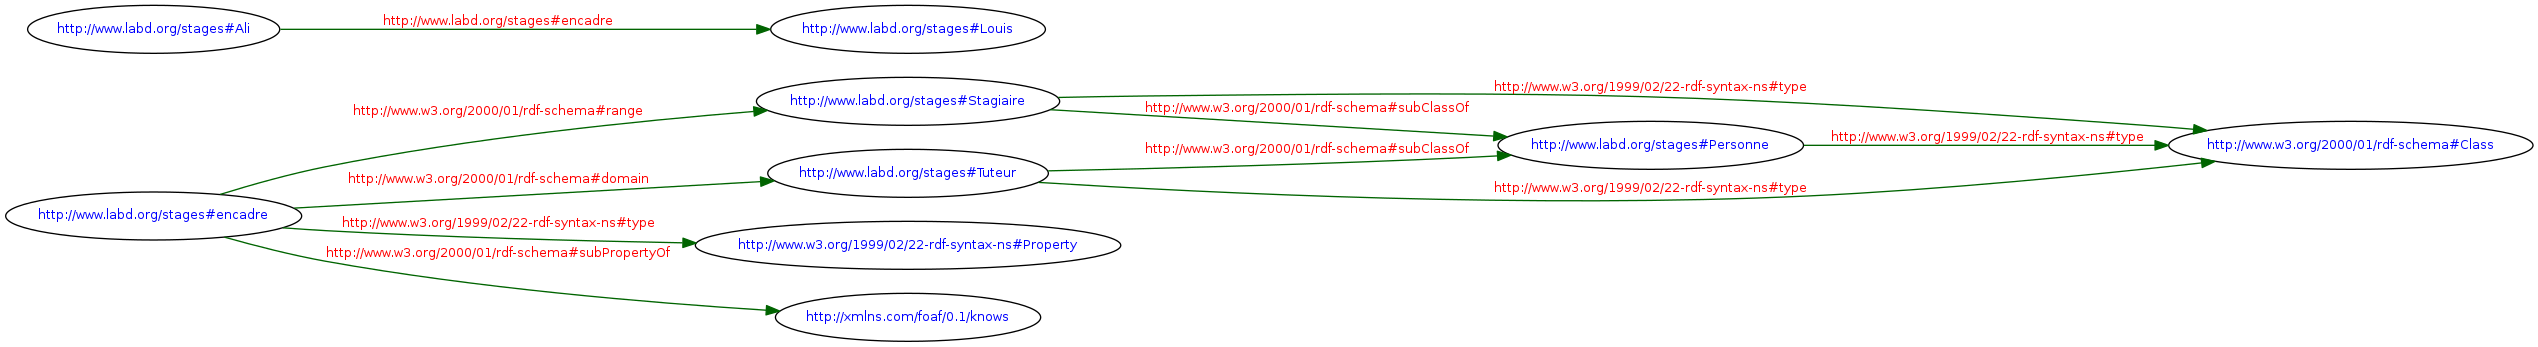 http://www.labd.org/stages#Ali
http://www.labd.org/stages#encadre
http://www.labd.org/stages#Louis
http://www.w3.org/2000/01/rdf-schema#range
http://www.labd.org/stages#Stagiaire
http://www.w3.org/1999/02/22-rdf-syntax-ns#type
http://www.w3.org/2000/01/rdf-schema#subClassOf
http://www.w3.org/2000/01/rdf-schema#domain
http://www.labd.org/stages#Tuteur
http://www.w3.org/2000/01/rdf-schema#subClassOf
http://www.labd.org/stages#Personne
http://www.w3.org/1999/02/22-rdf-syntax-ns#type
http://www.w3.org/2000/01/rdf-schema#Class
http://www.w3.org/1999/02/22-rdf-syntax-ns#type
http://www.labd.org/stages#encadre
http://www.w3.org/1999/02/22-rdf-syntax-ns#type
http://www.w3.org/1999/02/22-rdf-syntax-ns#Property
http://www.w3.org/2000/01/rdf-schema#subPropertyOf
http://xmlns.com/foaf/0.1/knows